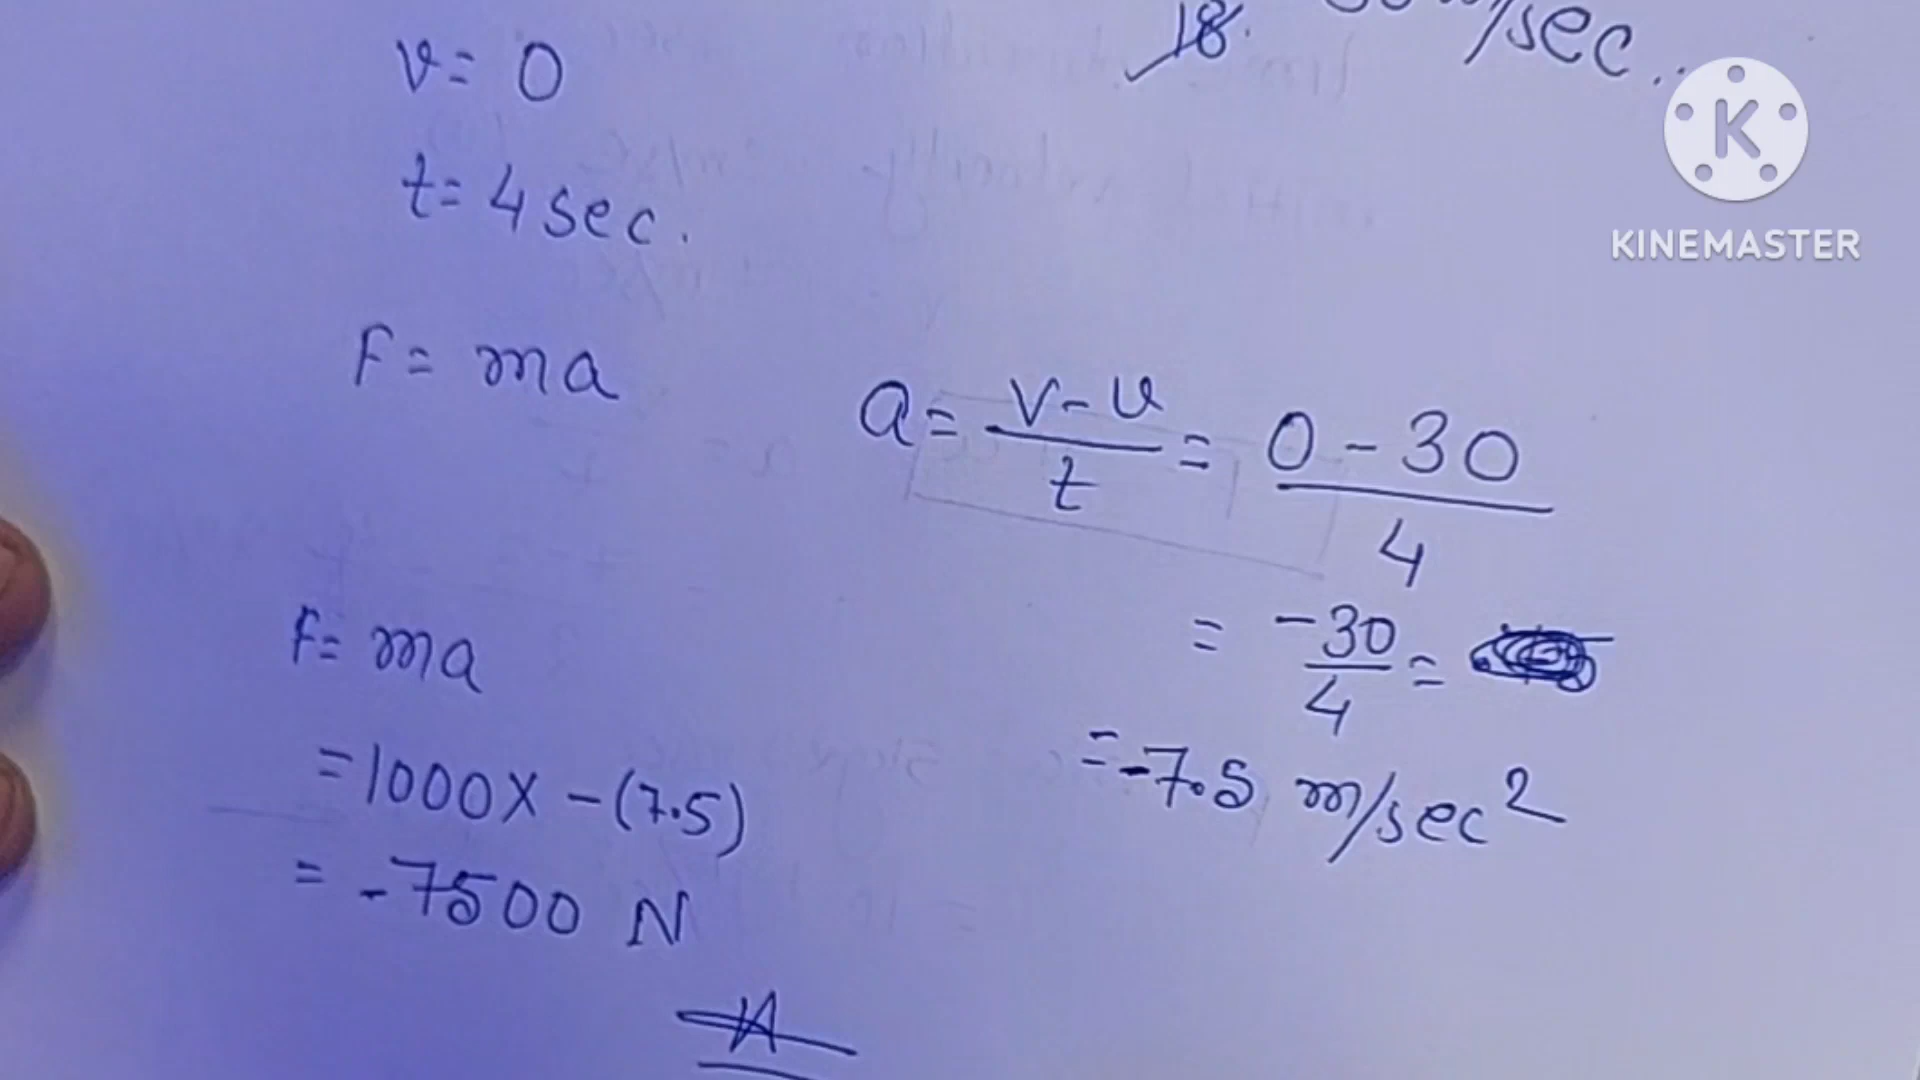 18.
m/sec..
v = 0
t = 4 sec.
F = ma
a = v - u / t = 0 - 30 / 4
= -30 / 4 =
= -7.5 m/sec²
F = ma
= 1000 X - (7.5)
= -7500 N
K
KINEMASTER